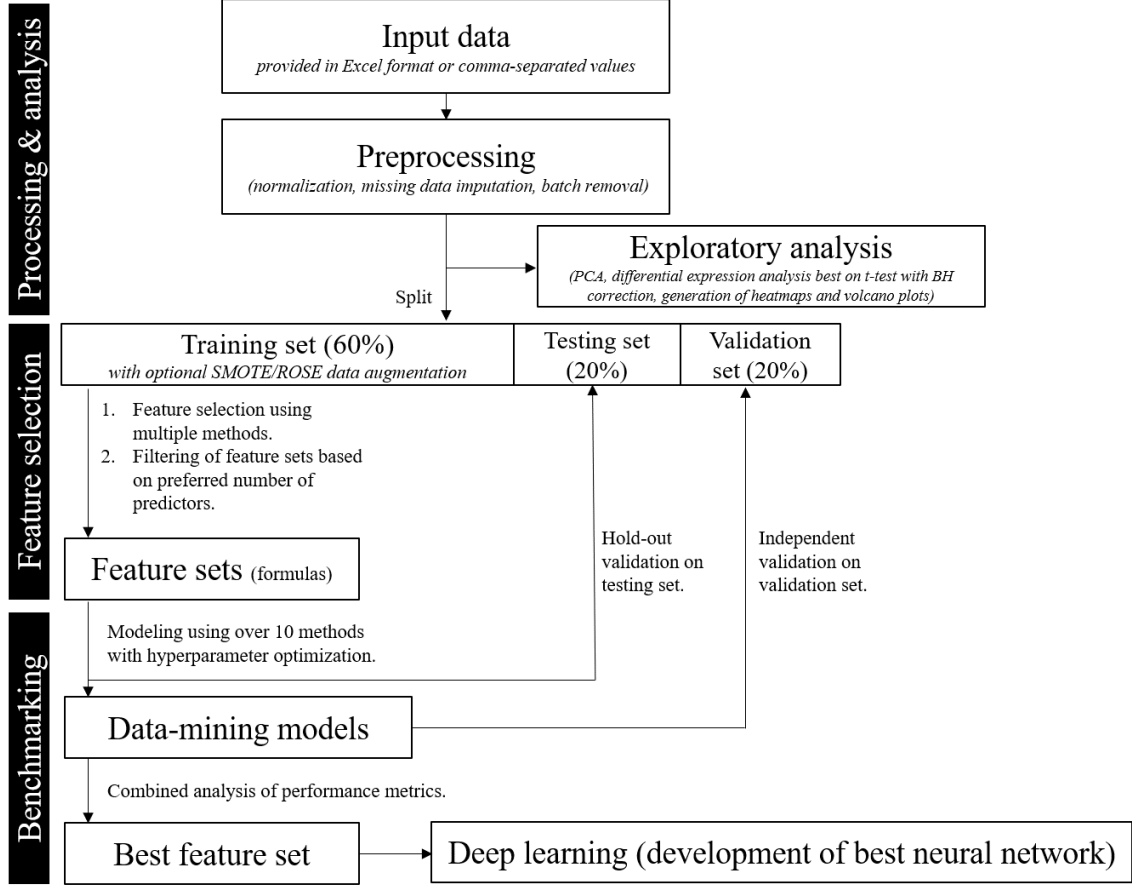 Processing & analysis
Input data
provided in Excel format or comma-separated values
Preprocessing
(normalization, missing data imputation, batch removal)
Exploratory analysis
(PCA, differential expression analysis best on t-test with BH
correction, generation of heatmaps and volcano plots)
Split
Feature selection
Training set (60%)
with optional SMOTE/ROSE data augmentation
Testing set
(20%)
Validation
set (20%)
1. Feature selection using
multiple methods.
2. Filtering of feature sets based
on preferred number of
predictors.
Hold-out
validation on
testing set.
Independent
validation on
validation set.
Feature sets (formulas)
Benchmarking
Modeling using over 10 methods
with hyperparameter optimization.
Data-mining models
Combined analysis of performance metrics.
Best feature set
Deep learning (development of best neural network)